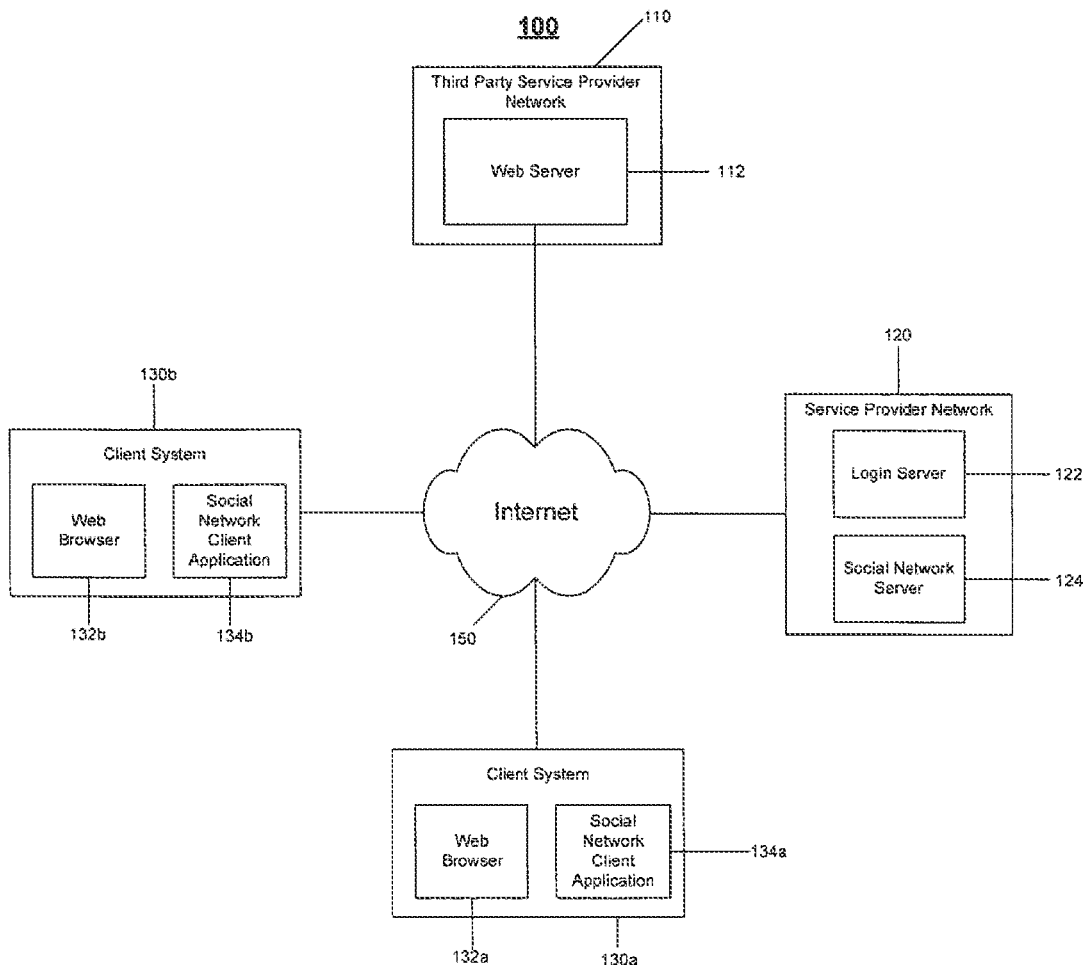 100
110
Third Party Service Provider
Network
Web Server
112
120
Service Provider Network
Login Server
122
Social Network
Server
124
130b
Client System
Web
Browser
Social
Network
Client
Application
132b
134b
Internet
150
Client System
Web
Browser
Social
Network
Client
Application
134a
132a
130a